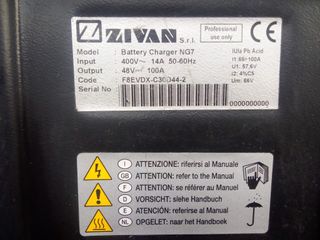 ZIVAN S.r.l.
Professional use only
Model : Battery Charger NG7
Input : 400V~ 14A 50-60Hz
Output : 48V⎓ 100A
Code : F8EVDX-C30D44-2
Serial No :
IUIa Pb Acid
I1: 85÷100A
U1: 57,6V
I2: 4%C5
Ulm: 66V
0000000000
I ATTENZIONE: riferirsi al Manuale
GB ATTENTION: refer to the Manual
F ATTENTION: se référer au Manuel
D VORSICHT: siehe Handbuch
E ATENCIÓN: referirse al Manual
NL OPGELET: naar het Handboek